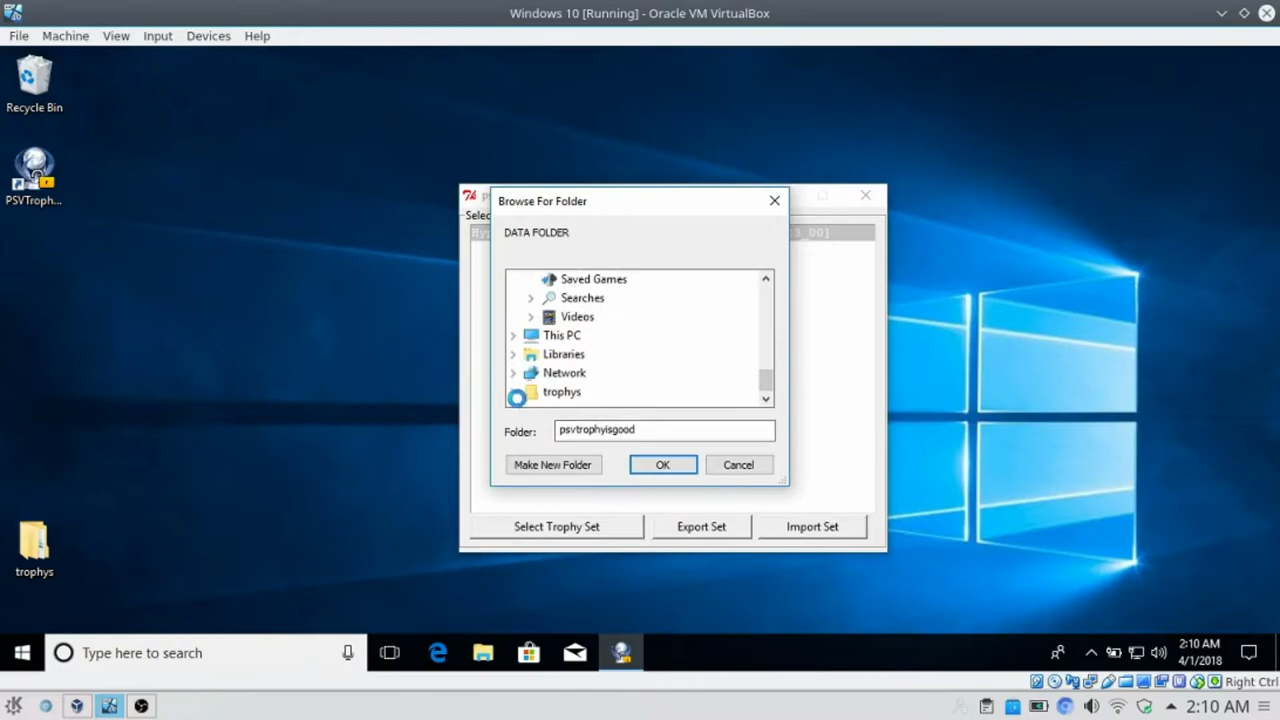 Windows 10 [Running] - Oracle VM VirtualBox
File Machine View Input Devices Help
Recycle Bin
PSVTroph...
Browse For Folder
Selec
DATA FOLDER
3_00]
Saved Games
Searches
Videos
This PC
Libraries
Network
trophys
Folder: psvtrophyisgood
Make New Folder OK Cancel
Select Trophy Set Export Set Import Set
trophys
Type here to search
2:10 AM
4/1/2018
Right Ctrl
2:10 AM